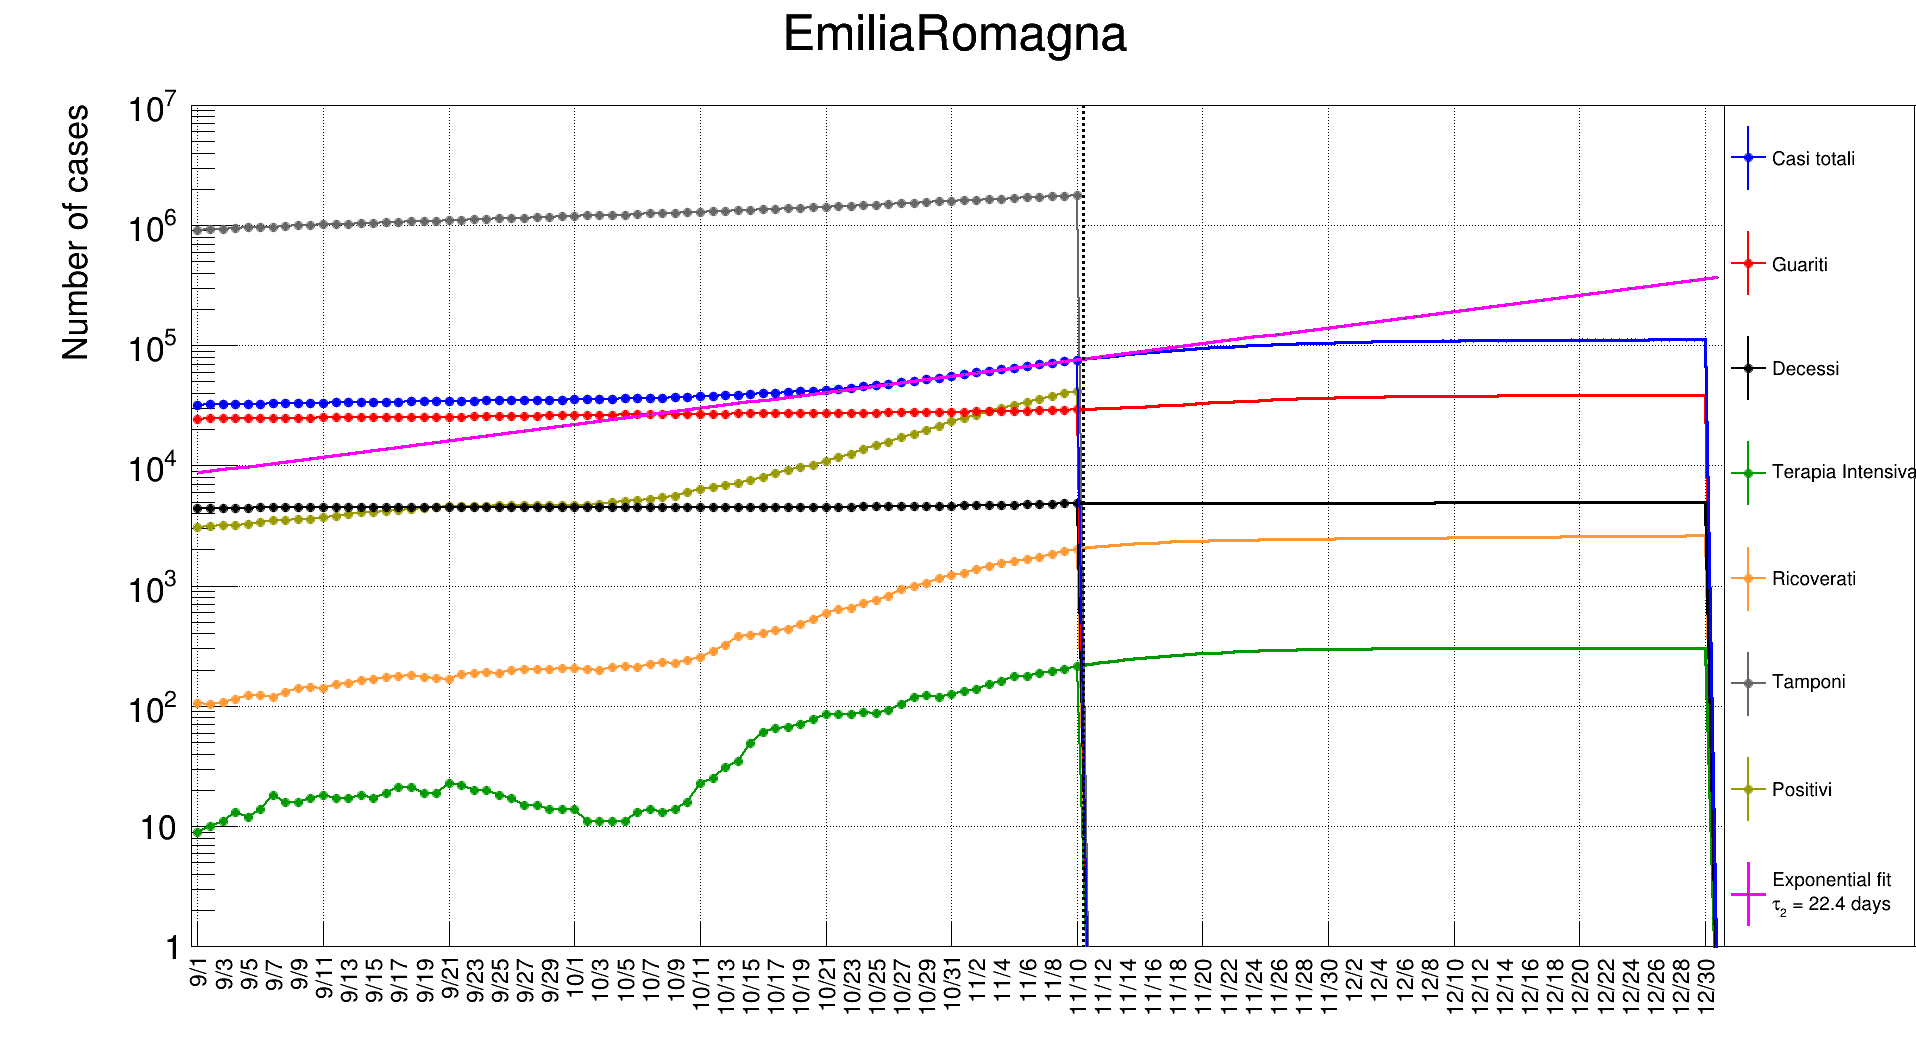 EmiliaRomagna
Number of cases
10^7
10^6
10^5
10^4
10^3
10^2
10
1
9/1 9/3 9/5 9/7 9/9 9/11 9/13 9/15 9/17 9/19 9/21 9/23 9/25 9/27 9/29 10/1 10/3 10/5 10/7 10/9 10/11 10/13 10/15 10/17 10/19 10/21 10/23 10/25 10/27 10/29 10/31 11/2 11/4 11/6 11/8 11/10 11/12 11/14 11/16 11/18 11/20 11/22 11/24 11/26 11/28 11/30 12/2 12/4 12/6 12/8 12/10 12/12 12/14 12/16 12/18 12/20 12/22 12/24 12/26 12/28 12/30
Casi totali
Guariti
Decessi
Terapia Intensiva
Ricoverati
Tamponi
Positivi
Exponential fit
τ_2 = 22.4 days